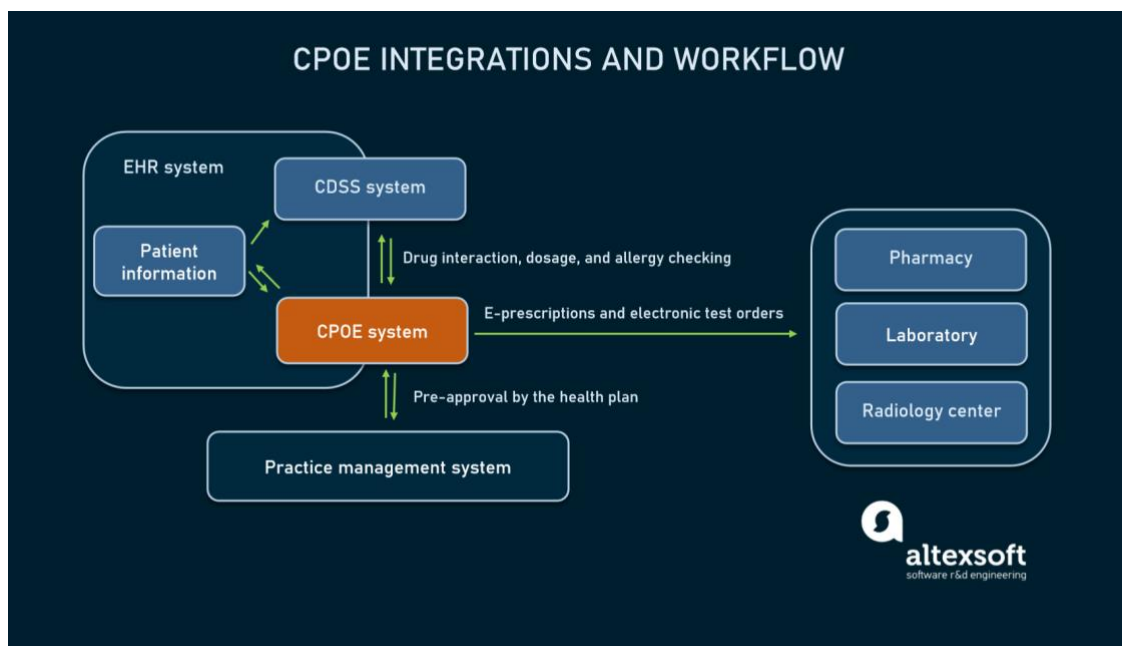 CPOE INTEGRATIONS AND WORKFLOW
EHR system
CDSS system
Patient
information
Drug interaction, dosage, and allergy checking
CPOE system
E-prescriptions and electronic test orders
Pharmacy
Laboratory
Radiology center
Pre-approval by the health plan
Practice management system
altexsoft
software r&d engineering